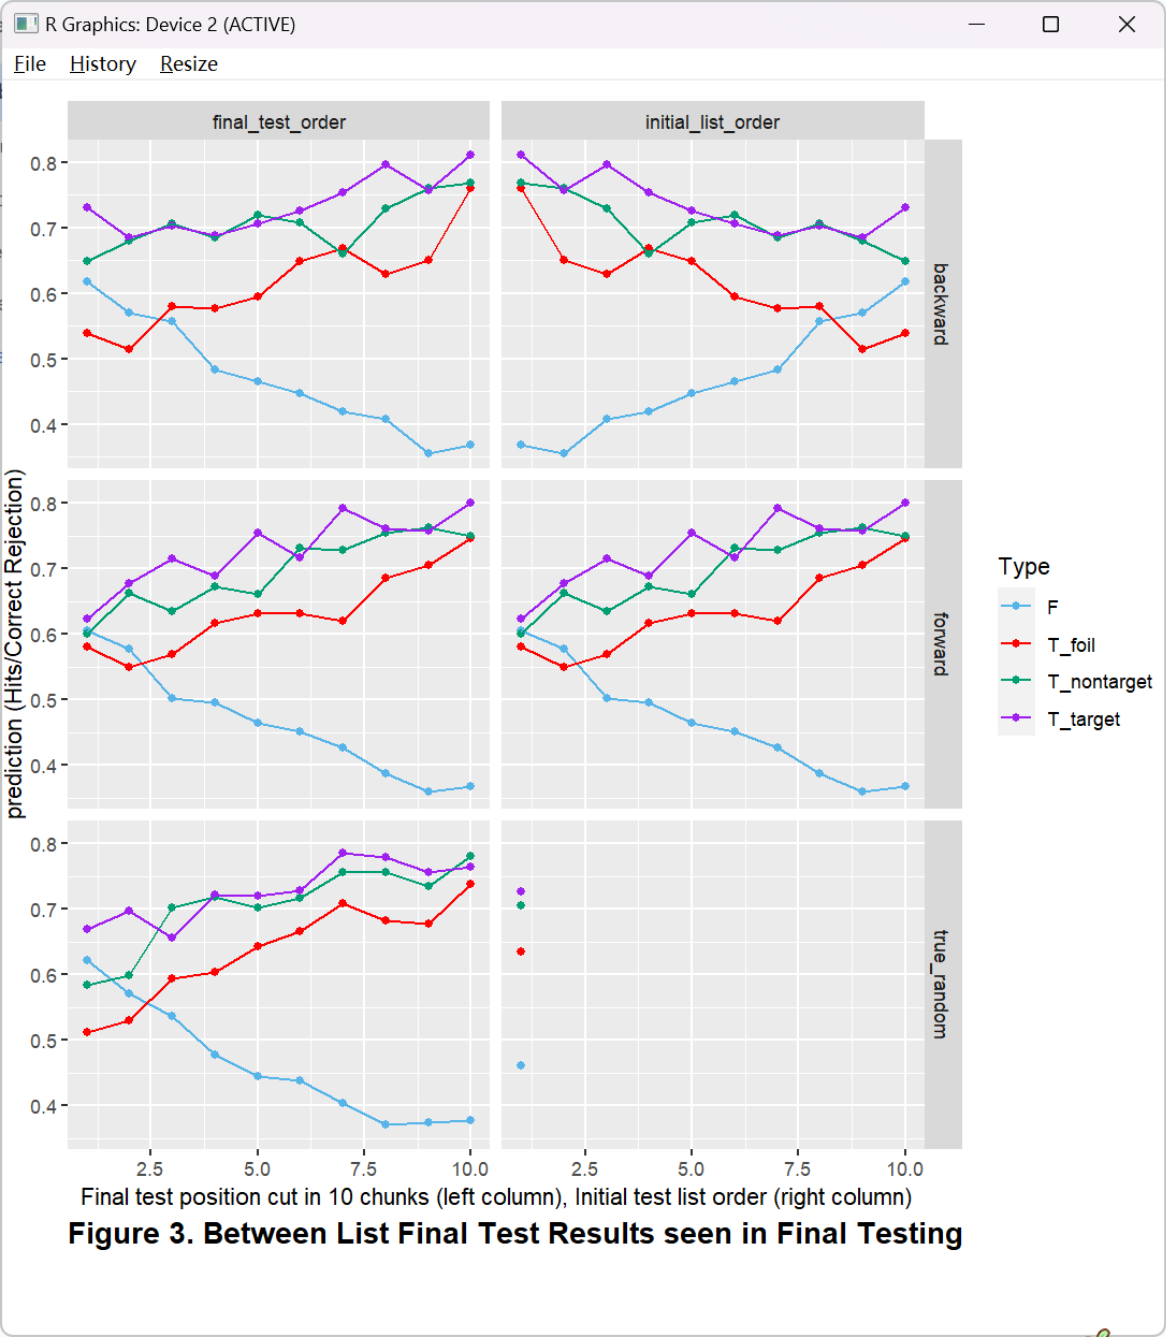 R Graphics: Device 2 (ACTIVE)
File History Resize
final_test_order
initial_list_order
0.8
0.7
0.6
0.5
0.4
backward
0.8
0.7
0.6
0.5
0.4
forward
0.8
0.7
0.6
0.5
0.4
true_random
prediction (Hits/Correct Rejection)
2.5 5.0 7.5 10.0
2.5 5.0 7.5 10.0
Final test position cut in 10 chunks (left column), Initial test list order (right column)
Figure 3. Between List Final Test Results seen in Final Testing
Type
F
T_foil
T_nontarget
T_target